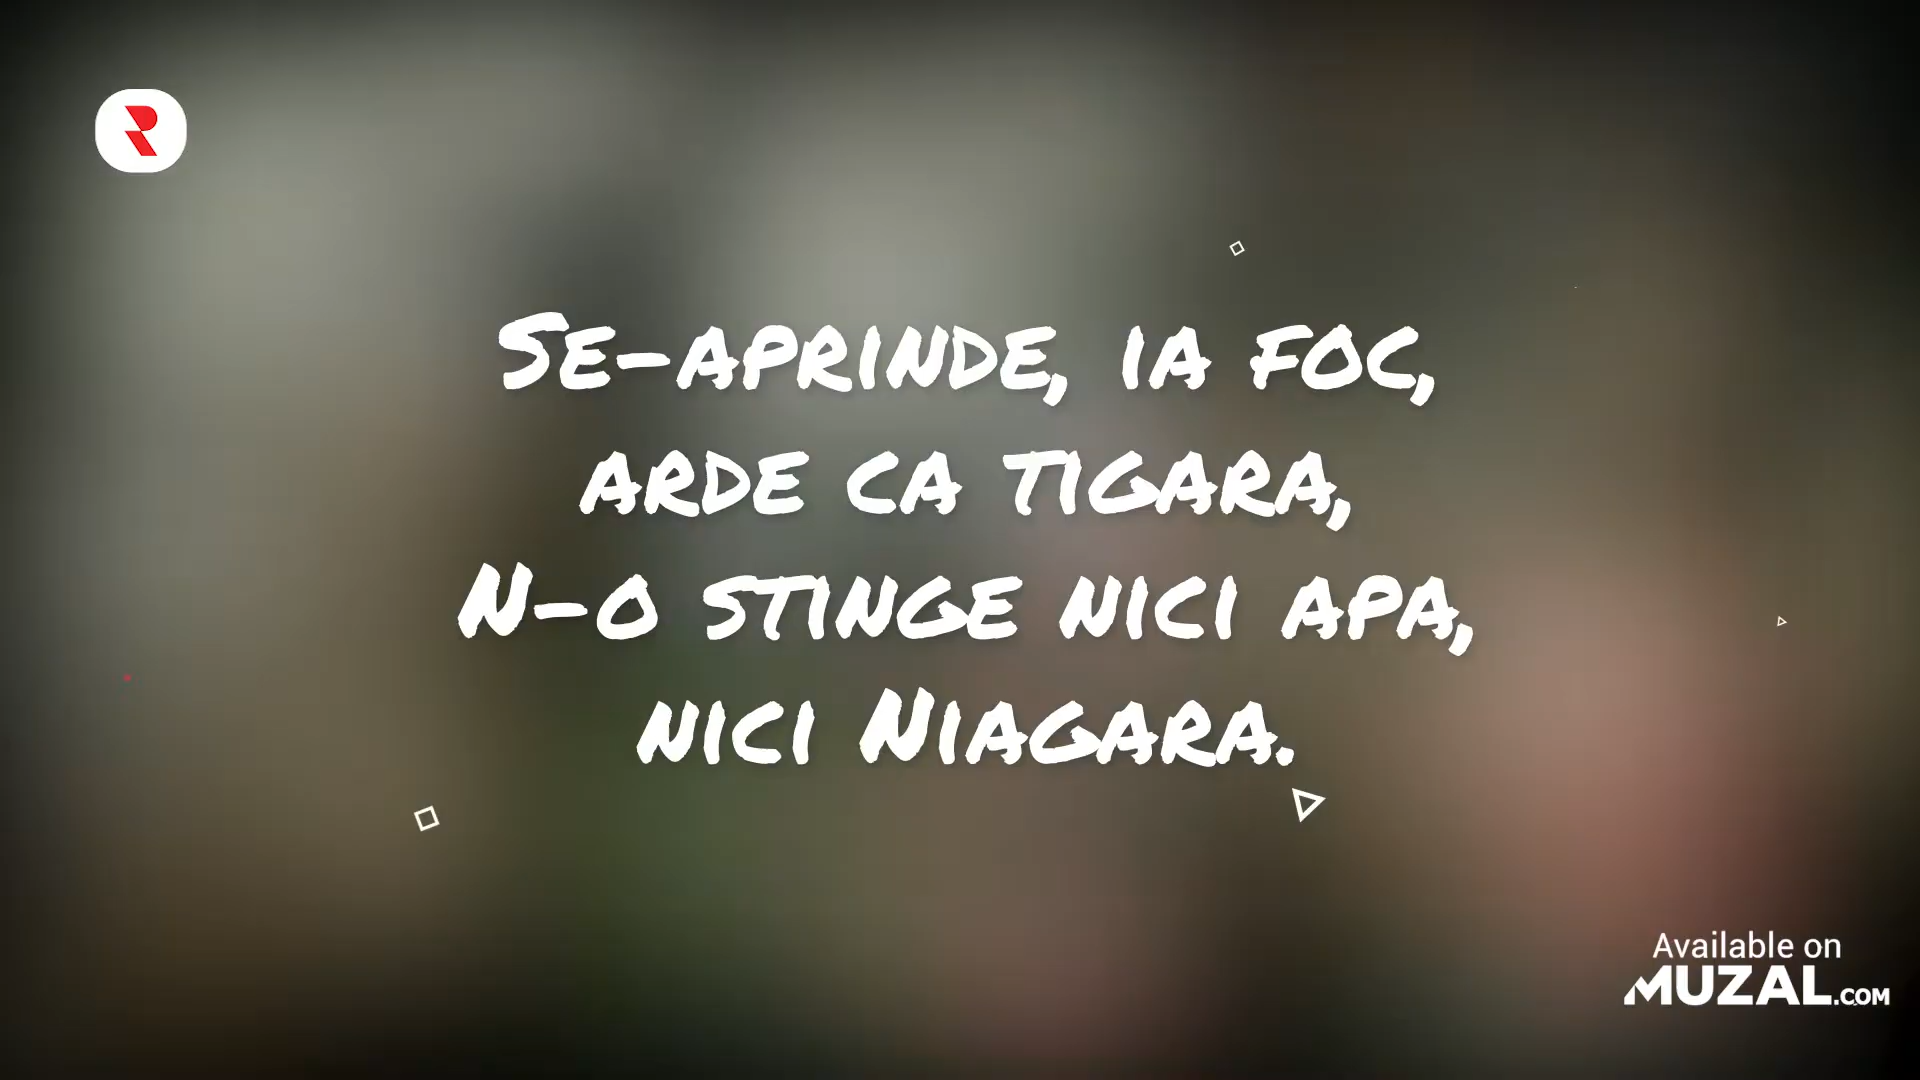 Se-aprinde, ia foc,
arde ca tigara,
N-o stinge nici apa,
nici Niagara.
Available on
MUZAL.COM